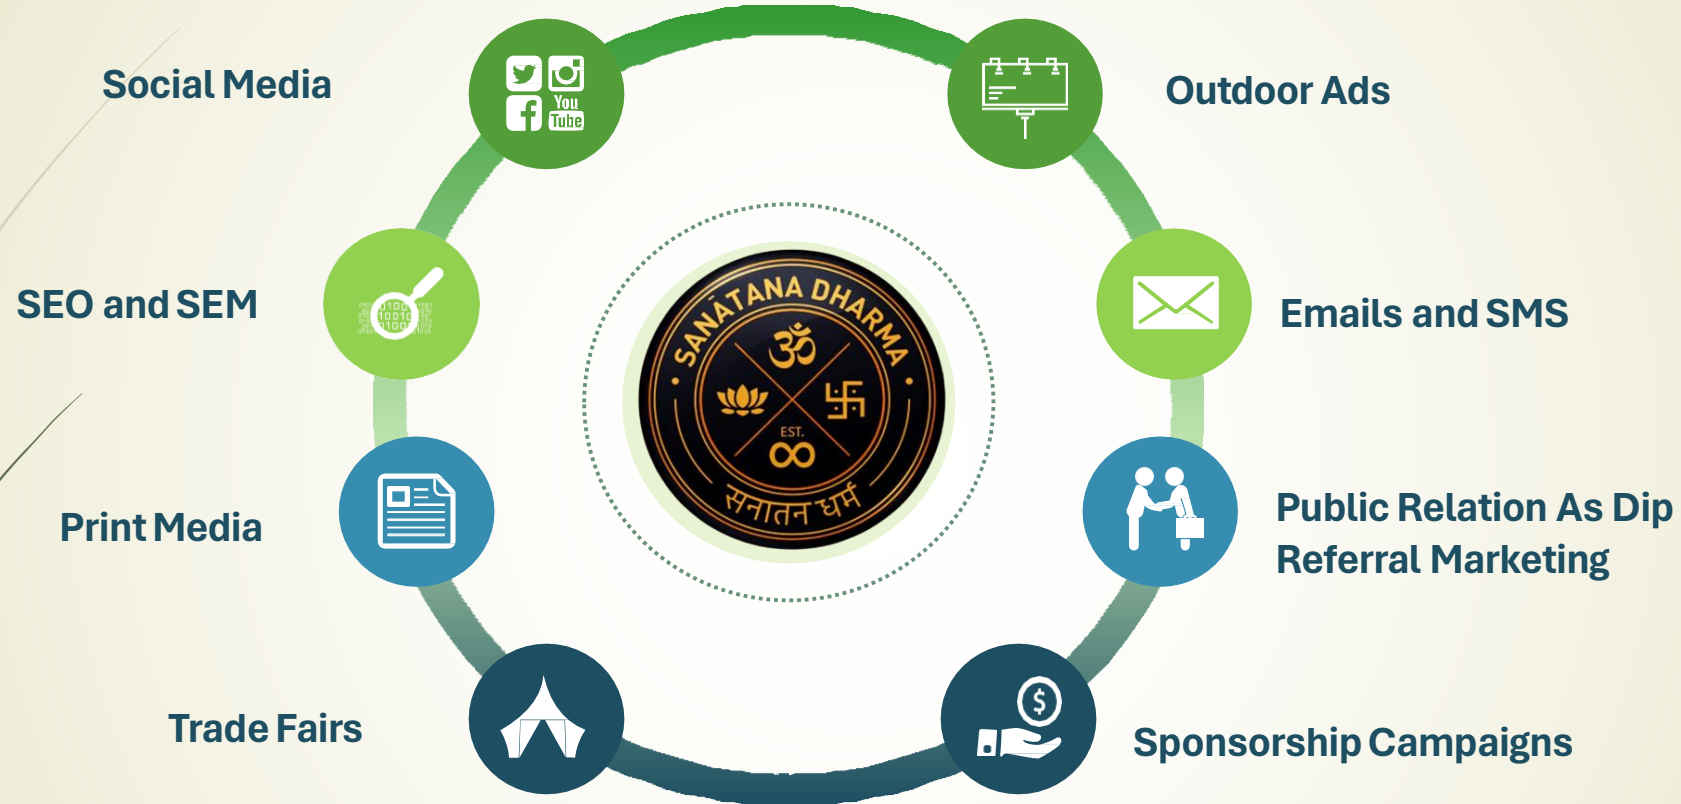 Social Media
You
Tube
Outdoor Ads
SEO and SEM
Emails and SMS
SANĀTANA DHARMA
ॐ
EST.
सनातन धर्म
Print Media
Public Relation As Dip
Referral Marketing
Trade Fairs
$
Sponsorship Campaigns